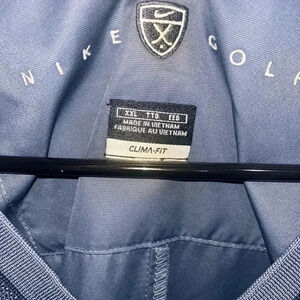 NIKE GOLF
XXL TTG EEG
MADE IN VIETNAM
FABRIQUE AU VIETNAM
CLIMA-FIT